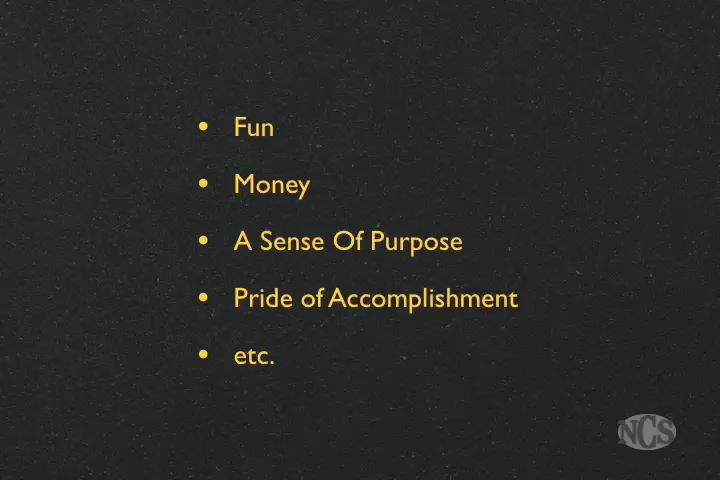 • Fun
• Money
• A Sense Of Purpose
• Pride of Accomplishment
• etc.
NCS